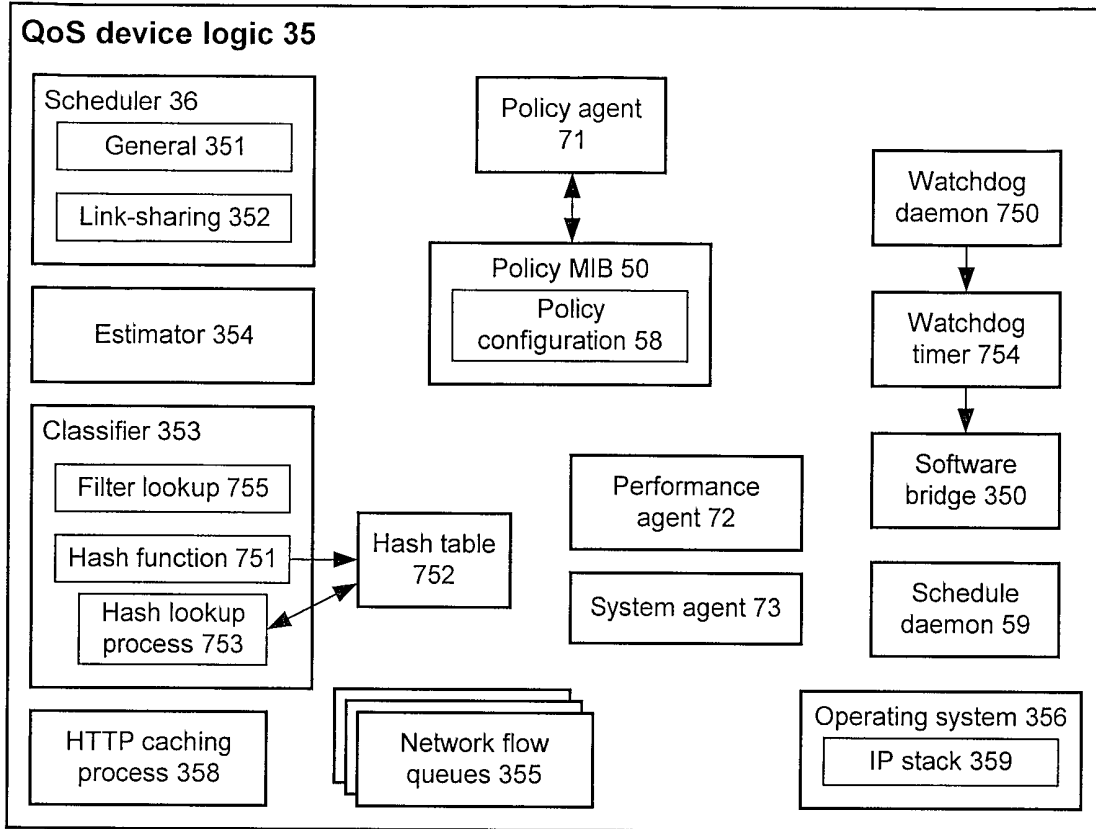 QoS device logic 35
Scheduler 36
General 351
Link-sharing 352
Estimator 354
Classifier 353
Filter lookup 755
Hash function 751
Hash lookup
process 753
HTTP caching
process 358
Policy agent
71
Policy MIB 50
Policy
configuration 58
Hash table
752
Network flow
queues 355
Performance
agent 72
System agent 73
Watchdog
daemon 750
Watchdog
timer 754
Software
bridge 350
Schedule
daemon 59
Operating system 356
IP stack 359